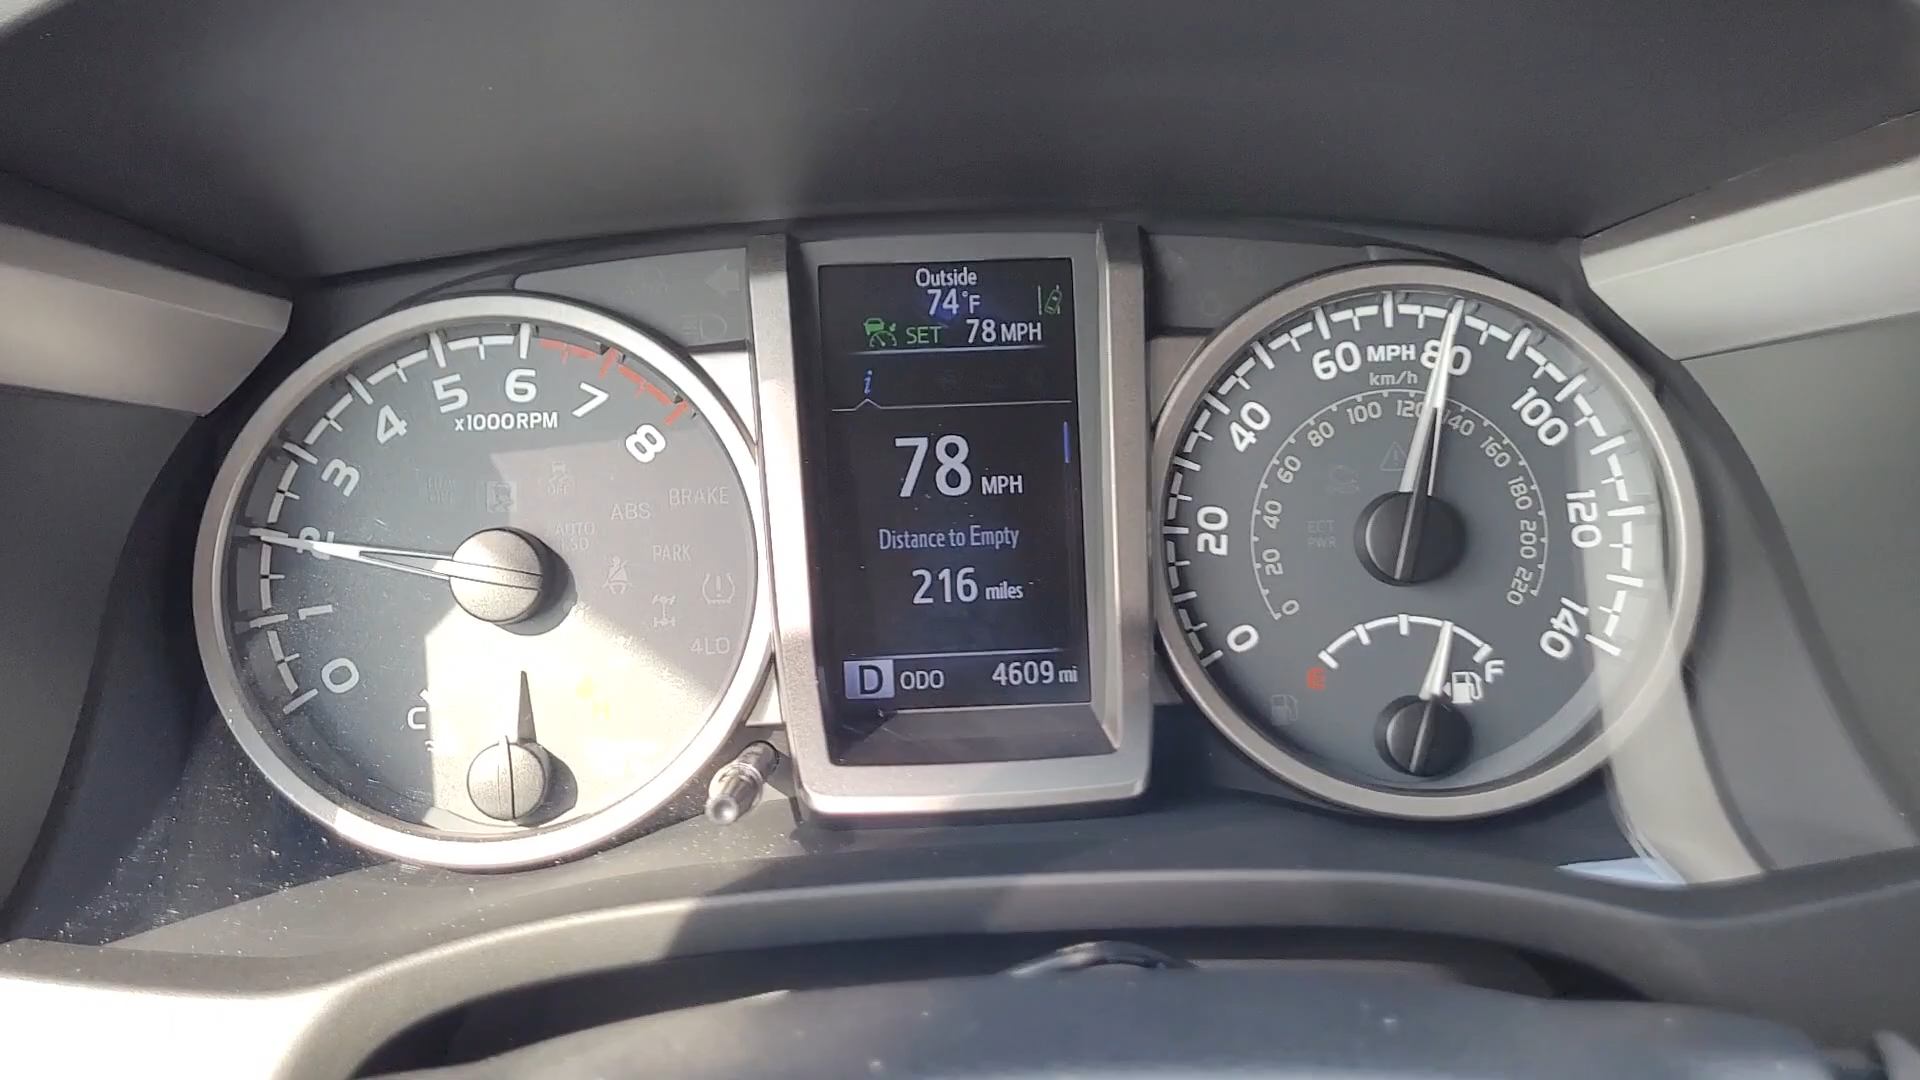 0
1
2
3
4
5
6
7
8
x1000RPM
OFF
ABS
BRAKE
AUTO
LSD
PARK
4LO
C
H
Outside
74°F
SET 78 MPH
i
78 MPH
Distance to Empty
216 miles
D ODO 4609 mi
0
20
40
60
MPH
80
100
120
140
km/h
0
20
40
60
80
100
120
140
160
180
200
220
ECT
PWR
E
F